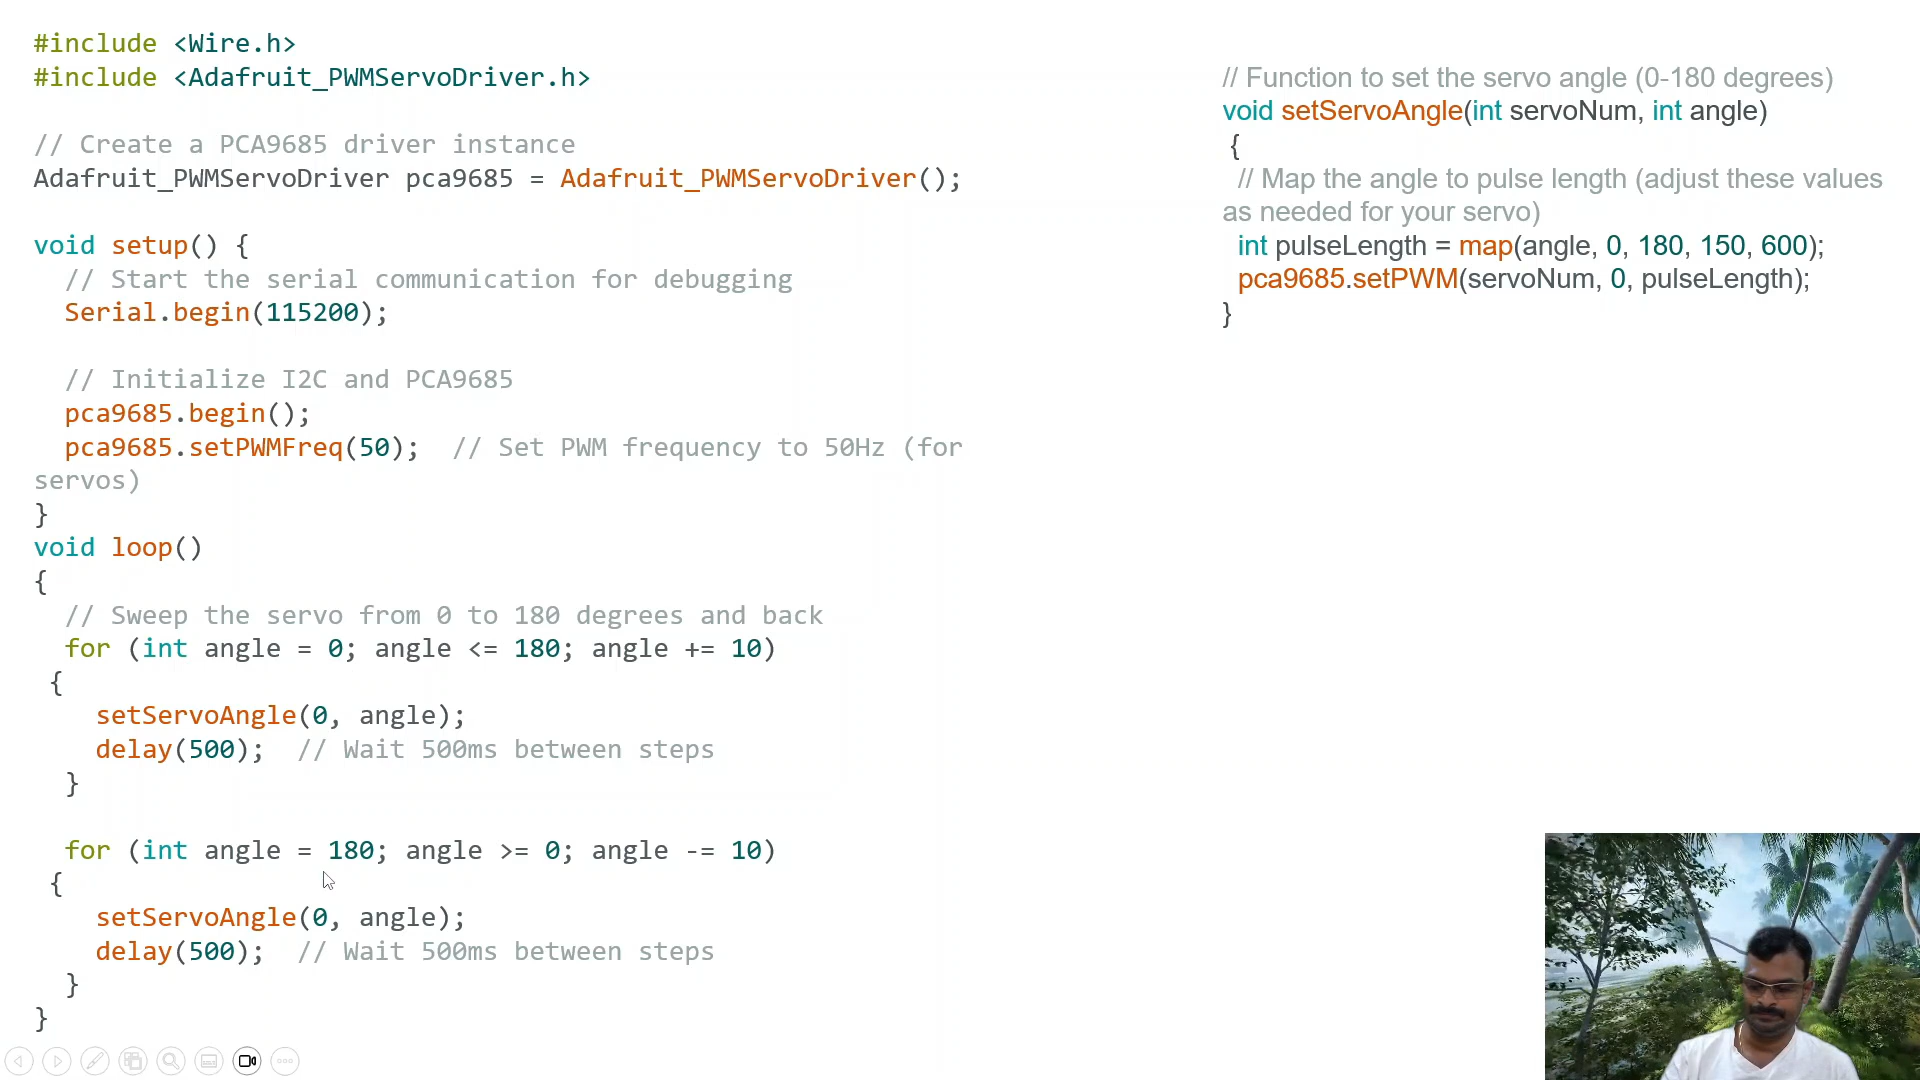 #include <Wire.h>
#include <Adafruit_PWMServoDriver.h>
// Create a PCA9685 driver instance
Adafruit_PWMServoDriver pca9685 = Adafruit_PWMServoDriver();
void setup() {
// Start the serial communication for debugging
Serial.begin(115200);
// Initialize I2C and PCA9685
pca9685.begin();
pca9685.setPWMFreq(50);  // Set PWM frequency to 50Hz (for
servos)
}
void loop()
{
// Sweep the servo from 0 to 180 degrees and back
for (int angle = 0; angle <= 180; angle += 10)
{
setServoAngle(0, angle);
delay(500);  // Wait 500ms between steps
}
for (int angle = 180; angle >= 0; angle -= 10)
{
setServoAngle(0, angle);
delay(500);  // Wait 500ms between steps
}
}
// Function to set the servo angle (0-180 degrees)
void setServoAngle(int servoNum, int angle)
{
// Map the angle to pulse length (adjust these values
as needed for your servo)
int pulseLength = map(angle, 0, 180, 150, 600);
pca9685.setPWM(servoNum, 0, pulseLength);
}